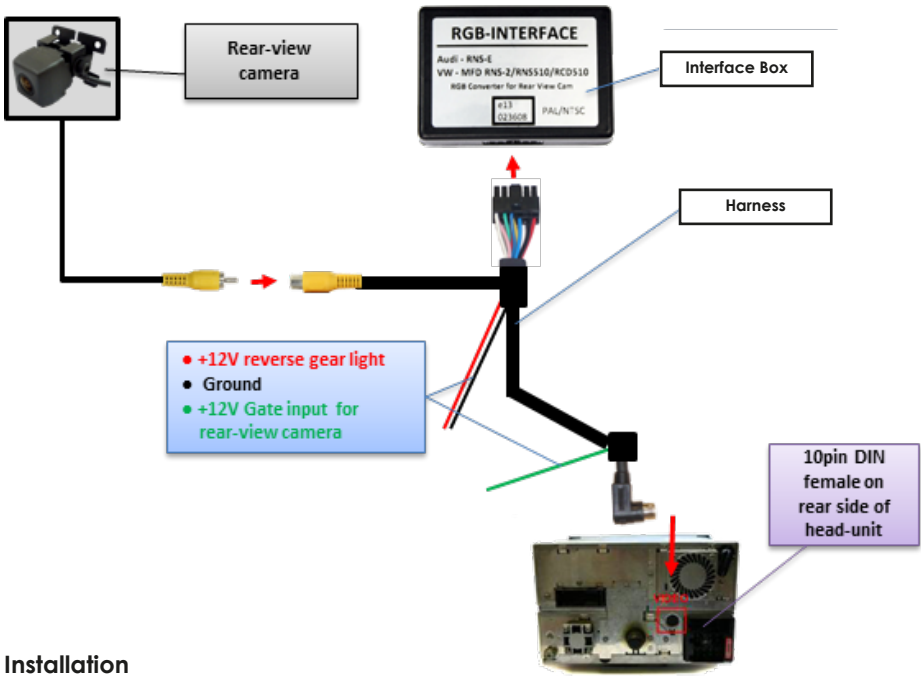 Rear-view
camera
RGB-INTERFACE
Audi - RNS-E
VW - MFD RNS-2/RNS510/RCD510
RGB Converter for Rear View Cam
e13
023608
PAL/NTSC
Interface Box
Harness
+12V reverse gear light
Ground
+12V Gate input for
rear-view camera
10pin DIN
female on
rear side of
head-unit
VIDEO
Installation